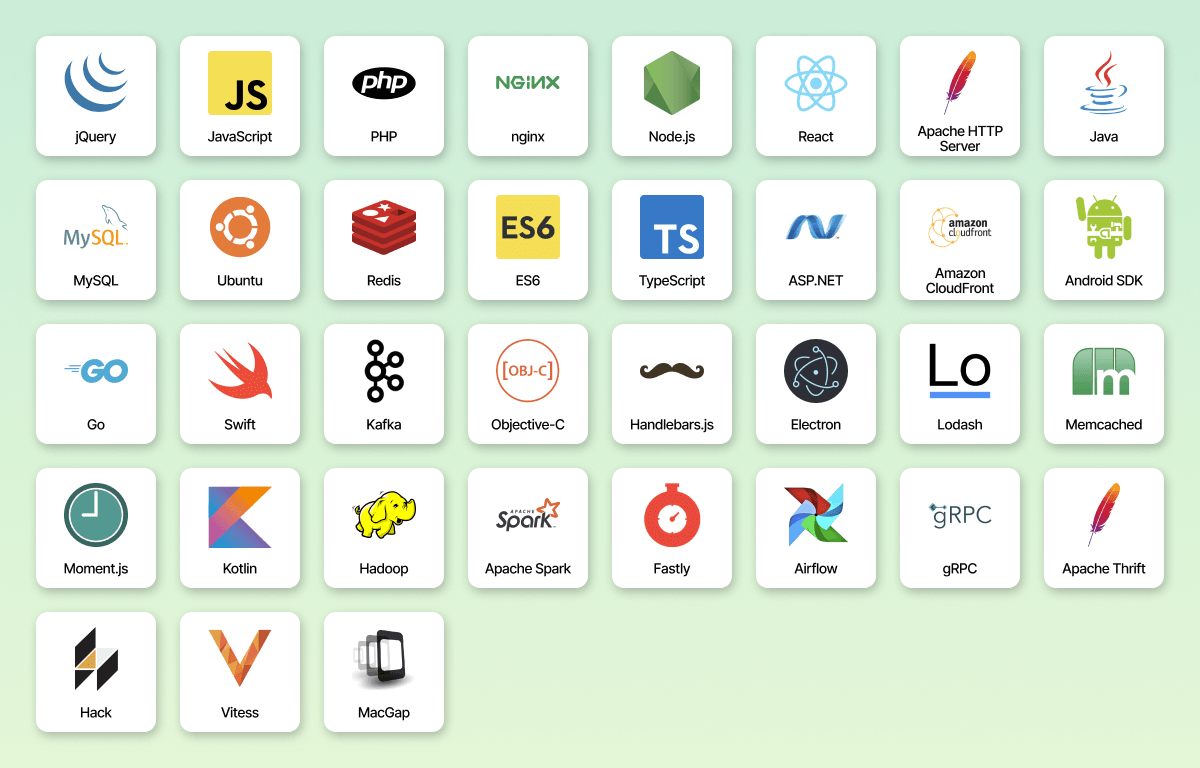 jQuery
JS
JavaScript
php
PHP
NGINX
nginx
Node.js
React
Apache HTTP
Server
Java
MySQL
MySQL
Ubuntu
Redis
ES6
ES6
TS
TypeScript
ASP.NET
amazon
cloudfront
Amazon
CloudFront
Android SDK
GO
Go
Swift
Kafka
[OBJ-C]
Objective-C
Handlebars.js
Electron
Lo
Lodash
m
Memcached
Moment.js
Kotlin
Hadoop
APACHE
Spark
Apache Spark
Fastly
Airflow
gRPC
gRPC
Apache Thrift
Hack
Vitess
MacGap